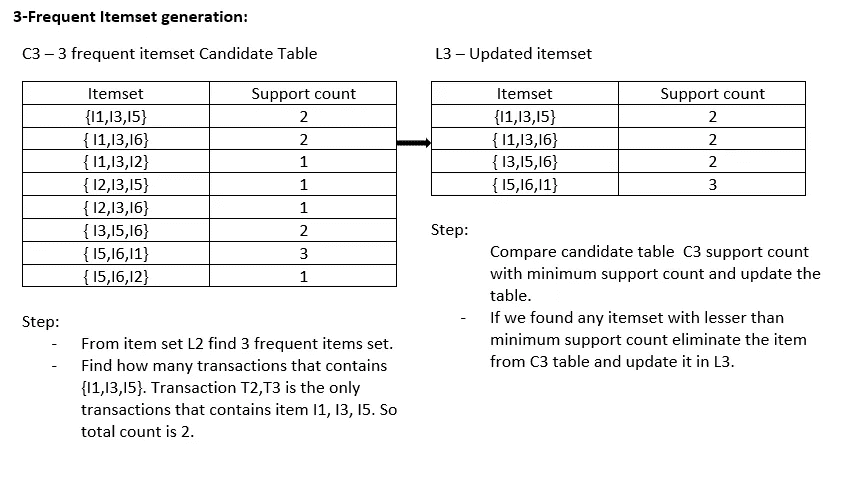 3-Frequent Itemset generation:
C3 – 3 frequent itemset Candidate Table
Itemset Support count
{I1,I3,I5} 2
{ I1,I3,I6} 2
{ I1,I3,I2} 1
{ I2,I3,I5} 1
{ I2,I3,I6} 1
{ I3,I5,I6} 2
{ I5,I6,I1} 3
{ I5,I6,I2} 1
Step:
- From item set L2 find 3 frequent items set.
- Find how many transactions that contains
{I1,I3,I5}. Transaction T2,T3 is the only
transactions that contains item I1, I3, I5. So
total count is 2.
L3 – Updated itemset
Itemset Support count
{I1,I3,I5} 2
{ I1,I3,I6} 2
{ I3,I5,I6} 2
{ I5,I6,I1} 3
Step:
Compare candidate table C3 support count
with minimum support count and update the
table.
- If we found any itemset with lesser than
minimum support count eliminate the item
from C3 table and update it in L3.